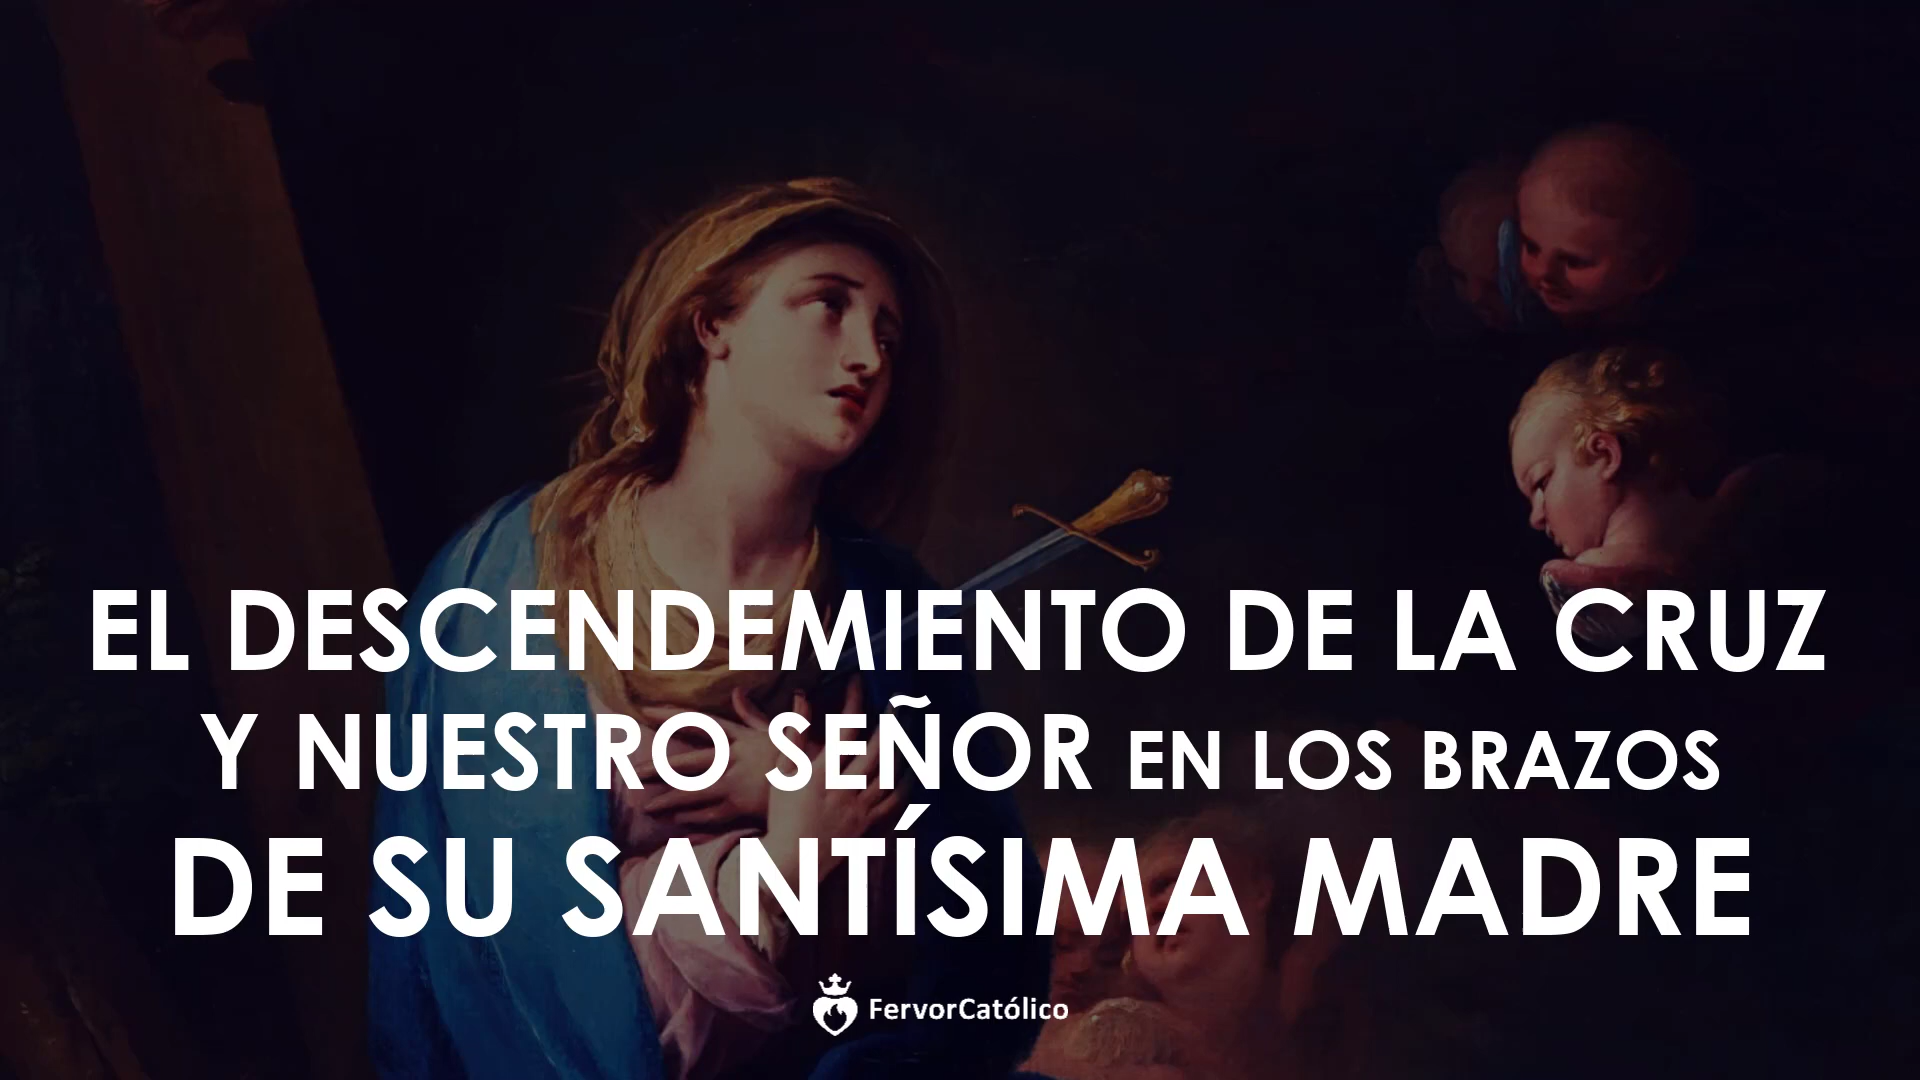 EL DESCENDEMIENTO DE LA CRUZ
Y NUESTRO SEÑOR EN LOS BRAZOS
DE SU SANTÍSIMA MADRE
FervorCatólico